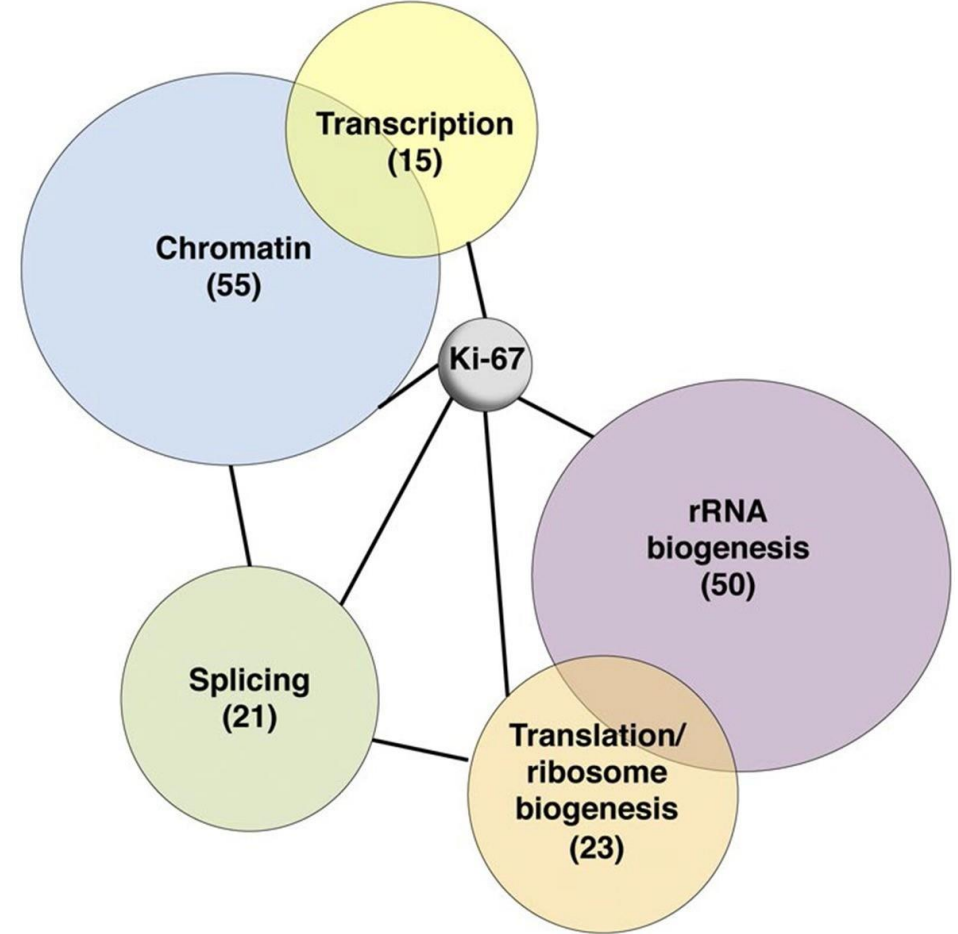 Transcription
(15)
Chromatin
(55)
Ki-67
rRNA
biogenesis
(50)
Splicing
(21)
Translation/
ribosome
biogenesis
(23)